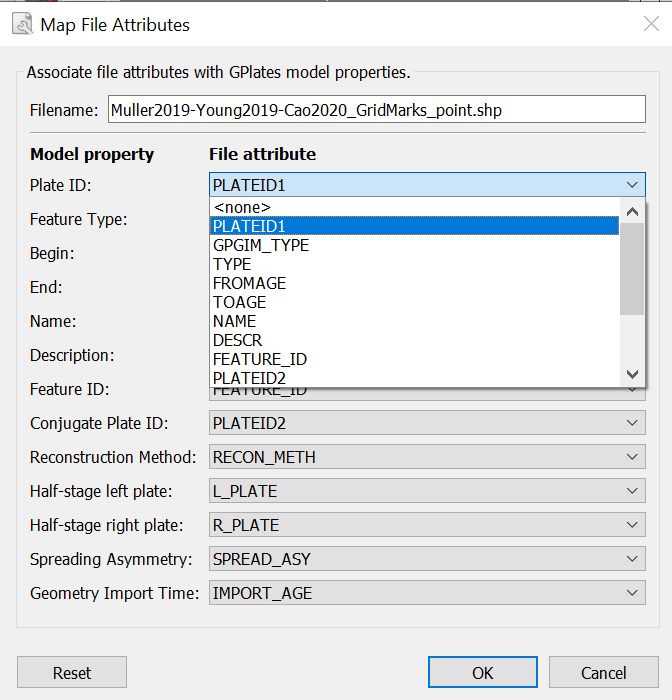 Map File Attributes
Associate file attributes with GPlates model properties.
Filename: Muller2019-Young2019-Cao2020_GridMarks_point.shp
Model property File attribute
Plate ID: PLATEID1
<none>
Feature Type: PLATEID1
GPGIM_TYPE
Begin: TYPE
FROMAGE
End: TOAGE
Name: NAME
DESCR
Description: FEATURE_ID
PLATEID2
Feature ID: FEATURE_ID
Conjugate Plate ID: PLATEID2
Reconstruction Method: RECON_METH
Half-stage left plate: L_PLATE
Half-stage right plate: R_PLATE
Spreading Asymmetry: SPREAD_ASY
Geometry Import Time: IMPORT_AGE
Reset OK Cancel